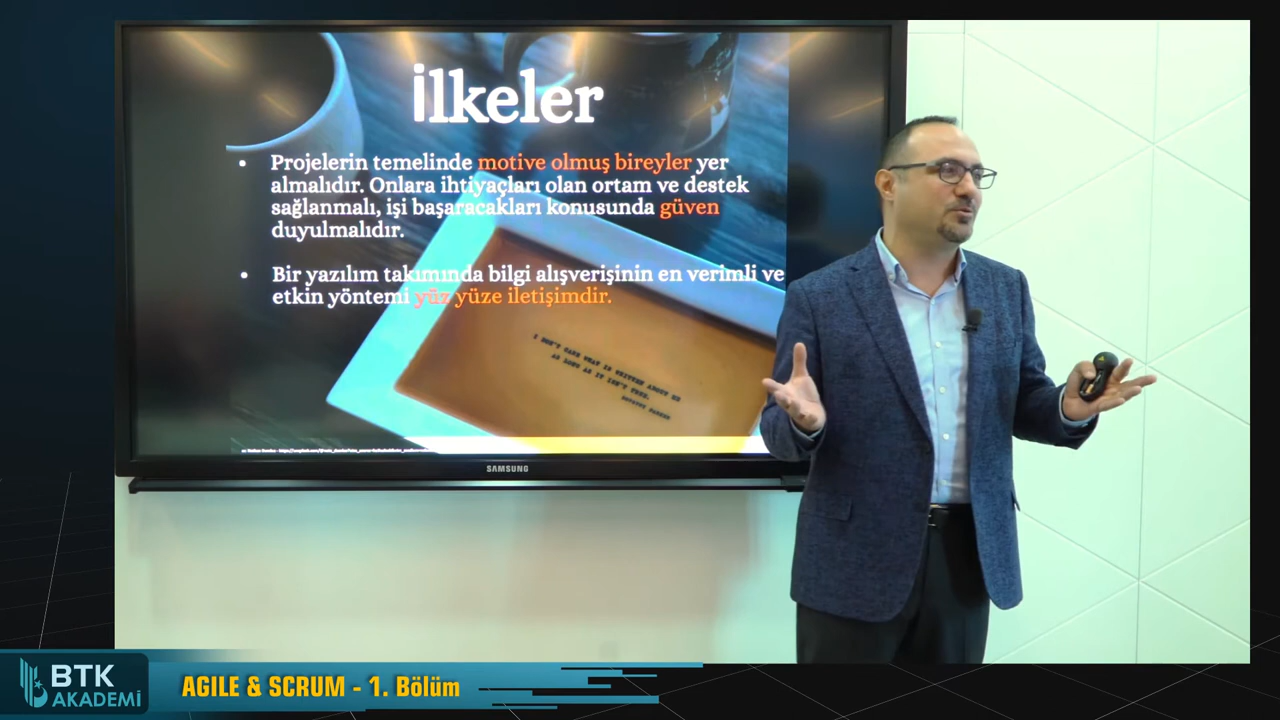 İlkeler
• Projelerin temelinde motive olmuş bireyler yer
almalıdır. Onlara ihtiyaçları olan ortam ve destek
sağlanmalı, işi başaracakları konusunda güven
duyulmalıdır.
• Bir yazılım takımında bilgi alışverişinin en verimli ve
etkin yöntemi yüz yüze iletişimdir.
SAMSUNG
BTK
AKADEMİ
AGILE & SCRUM - 1. Bölüm